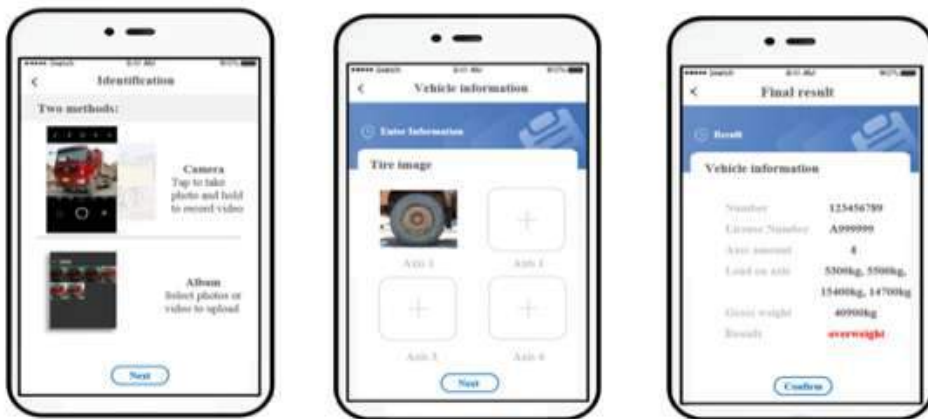 Identification
Two methods:
Camera
Tap to take
photo and hold
to record video
Album
Select photos or
video to upload
Next
Vehicle information
Enter Information
Tire image
Axis 1
Axis 3
Axis 4
Next
Final result
Result
Vehicle information
Number 123456789
License Number A999999
Axis amount 4
Load on axis 5300kg, 5500kg,
15400kg, 14700kg
Gross weight 40900kg
Results overweight
Confirm